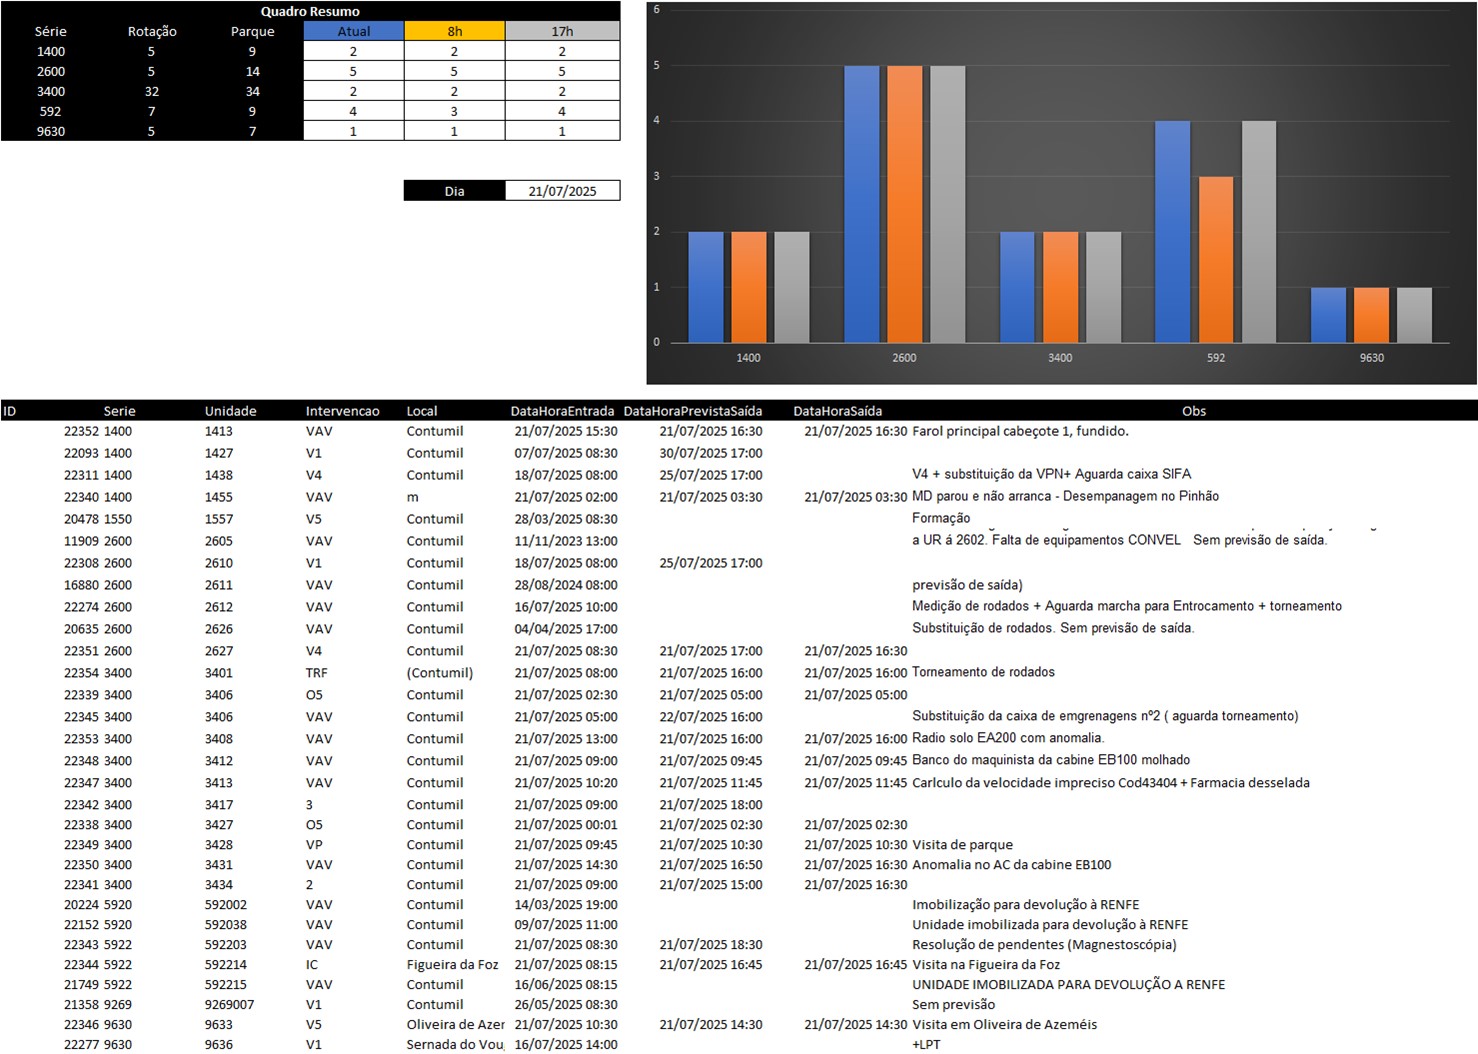 Quadro Resumo
Série Rotação Parque Atual 8h 17h
1400 5 9 2 2 2
2600 5 14 5 5 5
3400 32 34 2 2 2
592 7 9 4 3 4
9630 5 7 1 1 1
Dia 21/07/2025
6
5
4
3
2
1
0
1400 2600 3400 592 9630
ID Serie Unidade Intervencao Local DataHoraEntrada DataHoraPrevistaSaída DataHoraSaída Obs
22352 1400 1413 VAV Contumil 21/07/2025 15:30 21/07/2025 16:30 21/07/2025 16:30 Farol principal cabeçote 1, fundido.
22093 1400 1427 V1 Contumil 07/07/2025 08:30 30/07/2025 17:00
22311 1400 1438 V4 Contumil 18/07/2025 08:00 25/07/2025 17:00 V4 + substituição da VPN+ Aguarda caixa SIFA
22340 1400 1455 VAV m 21/07/2025 02:00 21/07/2025 03:30 21/07/2025 03:30 MD parou e não arranca - Desempanagem no Pinhão
20478 1550 1557 V5 Contumil 28/03/2025 08:30 Formação
11909 2600 2605 VAV Contumil 11/11/2023 13:00 a UR á 2602. Falta de equipamentos CONVEL Sem previsão de saída.
22308 2600 2610 V1 Contumil 18/07/2025 08:00 25/07/2025 17:00
16880 2600 2611 VAV Contumil 28/08/2024 08:00 previsão de saída)
22274 2600 2612 VAV Contumil 16/07/2025 10:00 Medição de rodados + Aguarda marcha para Entrocamento + torneamento
20635 2600 2626 VAV Contumil 04/04/2025 17:00 Substituição de rodados. Sem previsão de saída.
22351 2600 2627 V4 Contumil 21/07/2025 08:30 21/07/2025 17:00 21/07/2025 16:30
22354 3400 3401 TRF (Contumil) 21/07/2025 08:00 21/07/2025 16:00 21/07/2025 16:00 Torneamento de rodados
22339 3400 3406 O5 Contumil 21/07/2025 02:30 21/07/2025 05:00 21/07/2025 05:00
22345 3400 3406 VAV Contumil 21/07/2025 05:00 22/07/2025 16:00 Substituição da caixa de emgrenagens nº2 ( aguarda torneamento)
22353 3400 3408 VAV Contumil 21/07/2025 13:00 21/07/2025 16:00 21/07/2025 16:00 Radio solo EA200 com anomalia.
22348 3400 3412 VAV Contumil 21/07/2025 09:00 21/07/2025 09:45 21/07/2025 09:45 Banco do maquinista da cabine EB100 molhado
22347 3400 3413 VAV Contumil 21/07/2025 10:20 21/07/2025 11:45 21/07/2025 11:45 Carlculo da velocidade impreciso Cod43404 + Farmacia desselada
22342 3400 3417 3 Contumil 21/07/2025 09:00 21/07/2025 18:00
22338 3400 3427 O5 Contumil 21/07/2025 00:01 21/07/2025 02:30 21/07/2025 02:30
22349 3400 3428 VP Contumil 21/07/2025 09:45 21/07/2025 10:30 21/07/2025 10:30 Visita de parque
22350 3400 3431 VAV Contumil 21/07/2025 14:30 21/07/2025 16:50 21/07/2025 16:30 Anomalia no AC da cabine EB100
22341 3400 3434 2 Contumil 21/07/2025 09:00 21/07/2025 15:00 21/07/2025 16:30
20224 5920 592002 VAV Contumil 14/03/2025 19:00 Imobilização para devolução à RENFE
22152 5920 592038 VAV Contumil 09/07/2025 11:00 Unidade imobilizada para devolução à RENFE
22343 5922 592203 VAV Contumil 21/07/2025 08:30 21/07/2025 18:30 Resolução de pendentes (Magnestoscópia)
22344 5922 592214 IC Figueira da Foz 21/07/2025 08:15 21/07/2025 16:45 21/07/2025 16:45 Visita na Figueira da Foz
21749 5922 592215 VAV Contumil 16/06/2025 08:15 UNIDADE IMOBILIZADA PARA DEVOLUÇÃO A RENFE
21358 9269 9269007 V1 Contumil 26/05/2025 08:30 Sem previsão
22346 9630 9633 V5 Oliveira de Azer 21/07/2025 10:30 21/07/2025 14:30 21/07/2025 14:30 Visita em Oliveira de Azeméis
22277 9630 9636 V1 Sernada do Vou 16/07/2025 14:00 +LPT